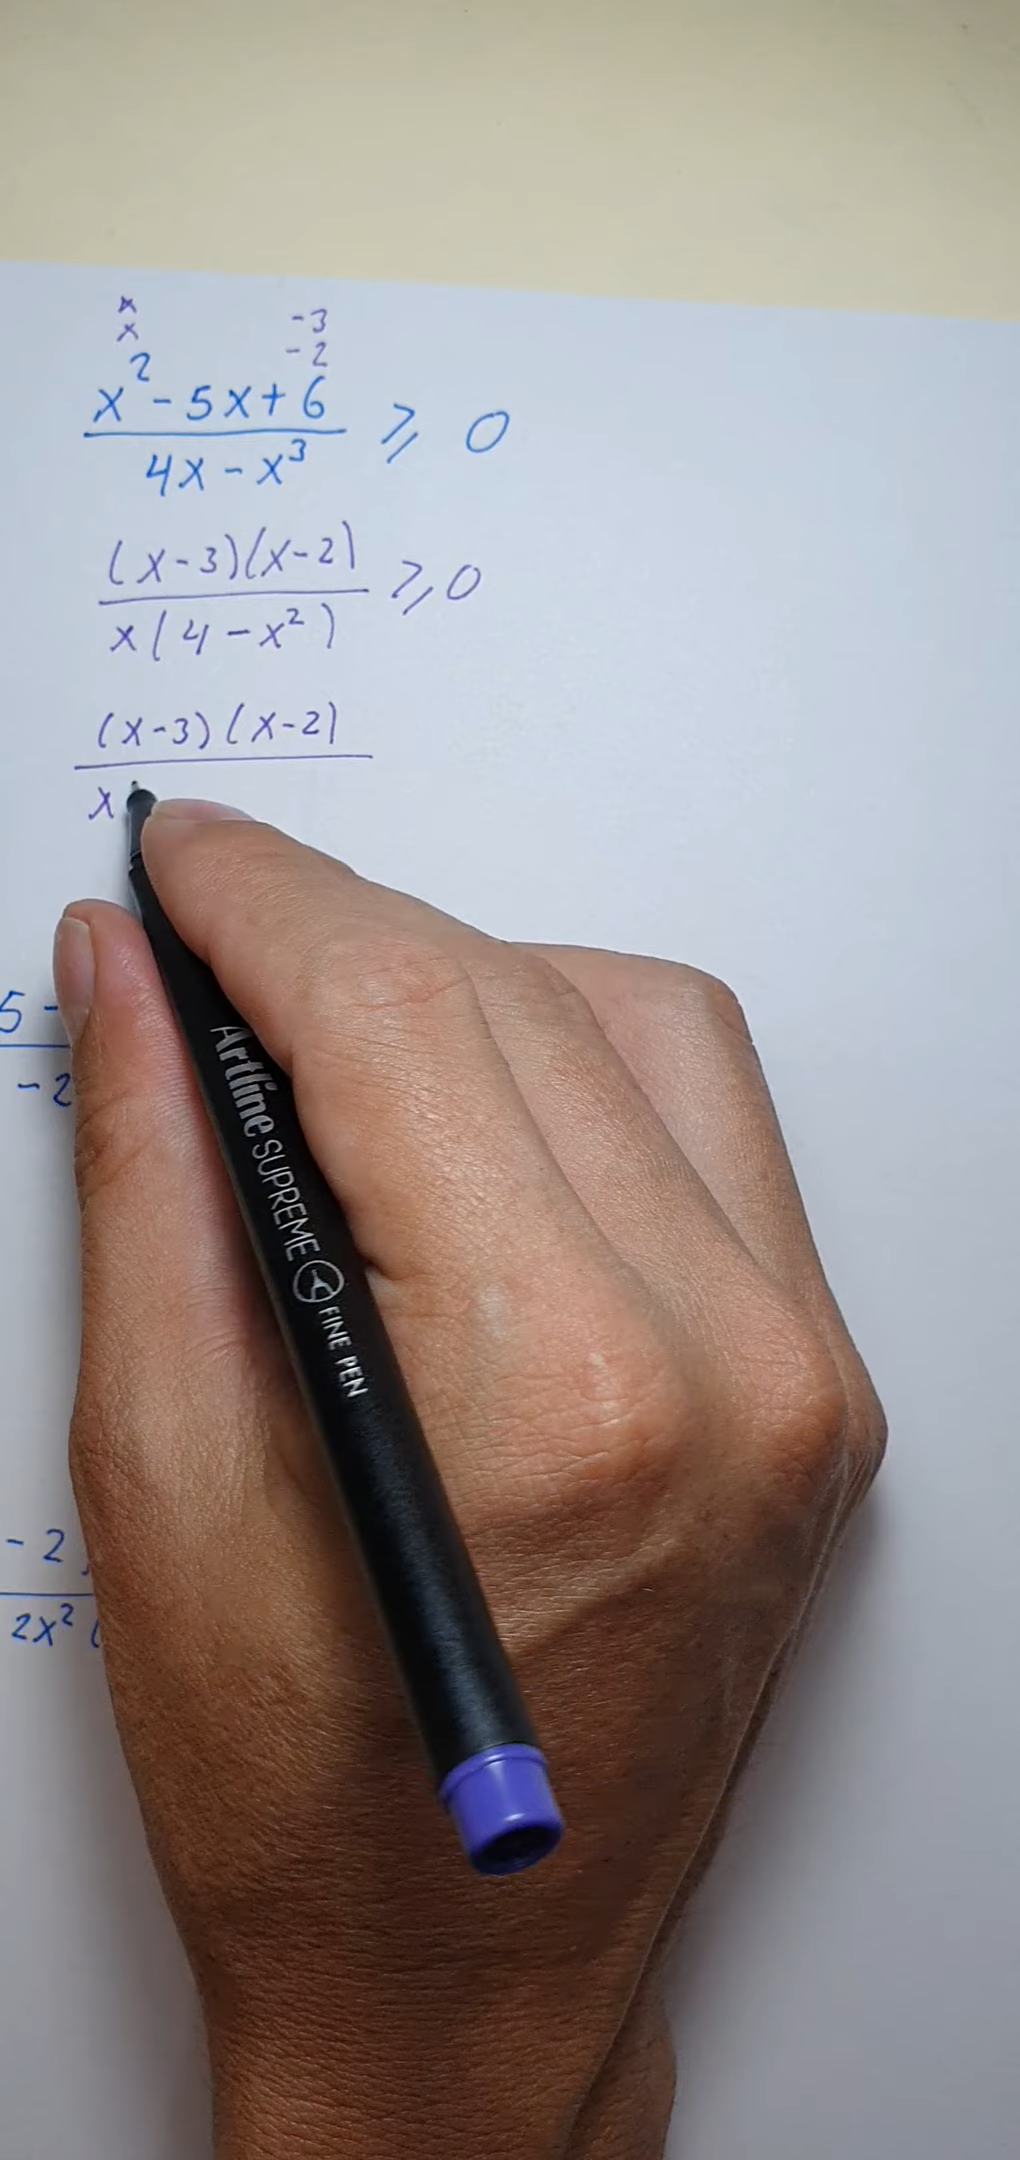 x -3
x -2
x² - 5x + 6
4x - x³
⩾ 0
(x-3)(x-2)
x(4-x²)
⩾ 0
(x-3)(x-2)
x
5 -
-2
-2
2x² (
Artline SUPREME FINE PEN